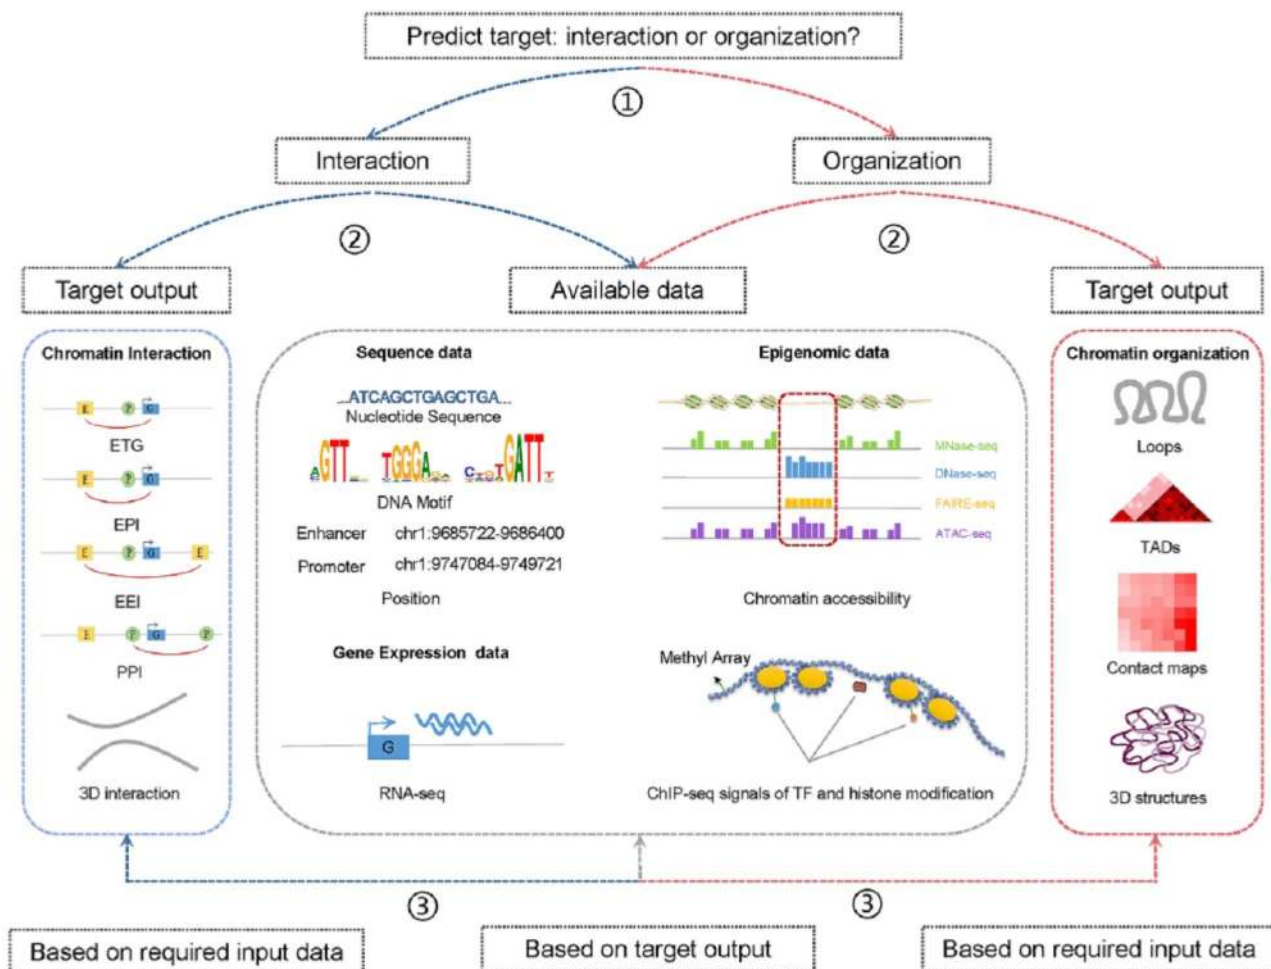 Predict target: interaction or organization?
①
Interaction
Organization
②
②
Target output
Available data
Target output
Chromatin Interaction
E P G
ETG
E P G
EPI
E P G E
EEI
E P G P
PPI
3D interaction
Sequence data
...ATCAGCTGAGCTGA...
Nucleotide Sequence
AGTT TGGGA GATT
DNA Motif
Enhancer chr1:9685722-9686400
Promoter chr1:9747084-9749721
Position
Gene Expression data
G
RNA-seq
Epigenomic data
MNase-seq
DNase-seq
FAIRE-seq
ATAC-seq
Chromatin accessibility
Methyl Array
ChIP-seq signals of TF and histone modification
Chromatin organization
Loops
TADs
Contact maps
3D structures
③
③
Based on required input data
Based on target output
Based on required input data